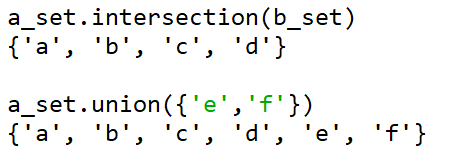 a_set.intersection(b_set)
{'a', 'b', 'c', 'd'}
a_set.union({'e','f'})
{'a', 'b', 'c', 'd', 'e', 'f'}